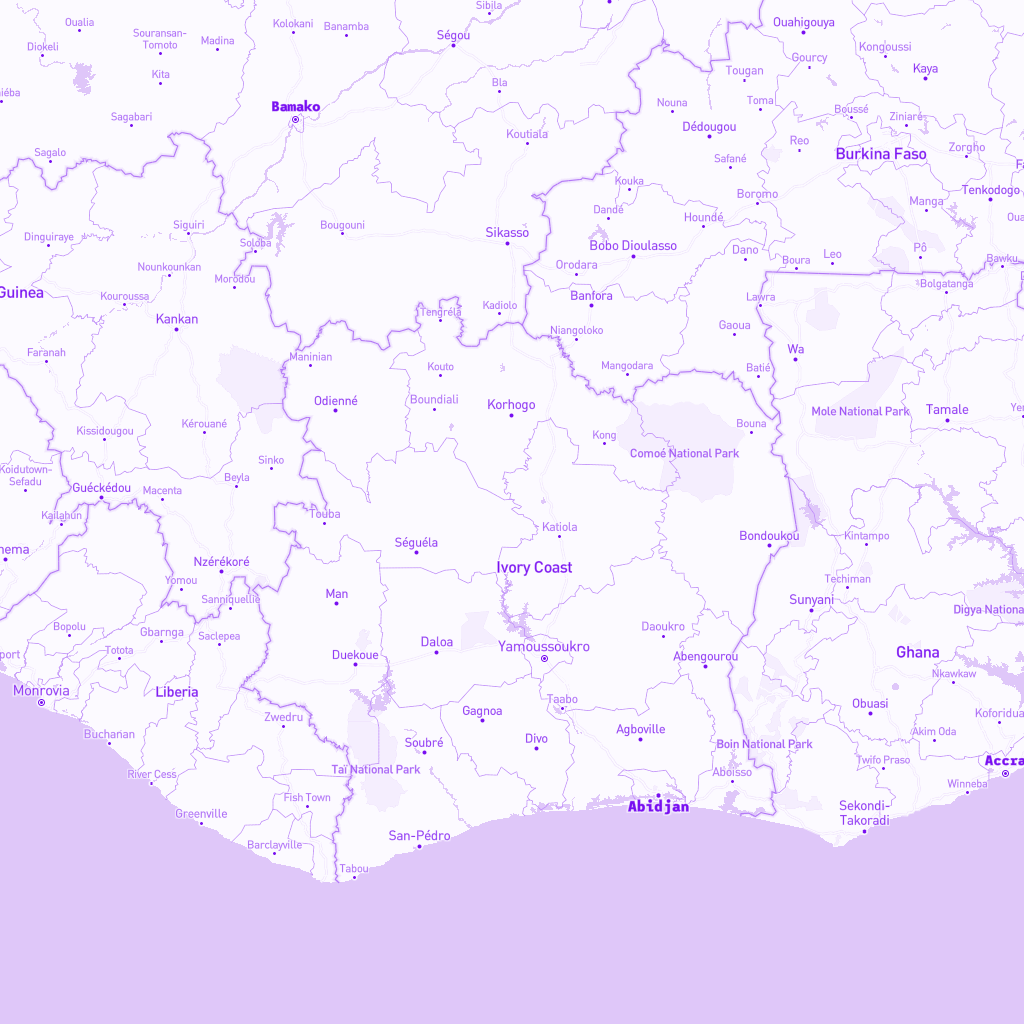 Oualia
Kolokani
Banamba
Sibila
Ouahigouya
Diokeli
Souransan-
Tomoto
Madina
Ségou
Kongoussi
Gourcy
Kaya
Tougan
Kita
Bla
iéba
Bamako
Nouna
Toma
Boussé
Ziniaré
Sagabari
Koutiala
Dédougou
Reo
Burkina Faso
Zorgho
Sagalo
Safané
Fa
Kouka
Boromo
Tenkodogo
Manga
Dandé
Houndé
Oua
Siguiri
Bougouni
Sikasso
Dinguiraye
Soloba
Bobo Dioulasso
Dano
Leo
Pô
Boura
Bawku
Nounkounkan
Morodou
Orodara
Guinea
Kouroussa
Banfora
Lawra
Bolgatanga
Kankan
Tengréla
Kadiolo
Niangoloko
Gaoua
Faranah
Maninian
Kouto
Mangodara
Batié
Wa
Odienné
Boundiali
Korhogo
Mole National Park
Tamale
Yen
Kissidougou
Kérouané
Kong
Bouna
Comoé National Park
Koidutown-
Sefadu
Sinko
Beyla
Guéckédou
Macenta
Kailahun
Touba
Katiola
Bondoukou
Kintampo
nema
Séguéla
Nzérékoré
Ivory Coast
Yomou
Techiman
Sanniquellie
Man
Sunyani
Digya National
Bopolu
Gbarnga
Saclepea
Daoukro
Totota
Daloa
Yamoussoukro
Ghana
port
Duekoue
Abengourou
Nkawkaw
Monrovia
Liberia
Taabo
Obuasi
Zwedru
Gagnoa
Koforidua
Buchanan
Agboville
Akim Oda
Soubré
Divo
Boin National Park
Accra
River Cess
Taï National Park
Aboisso
Twifo Praso
Winneba
Fish Town
Abidjan
Sekondi-
Takoradi
Greenville
San-Pédro
Barclayville
Tabou